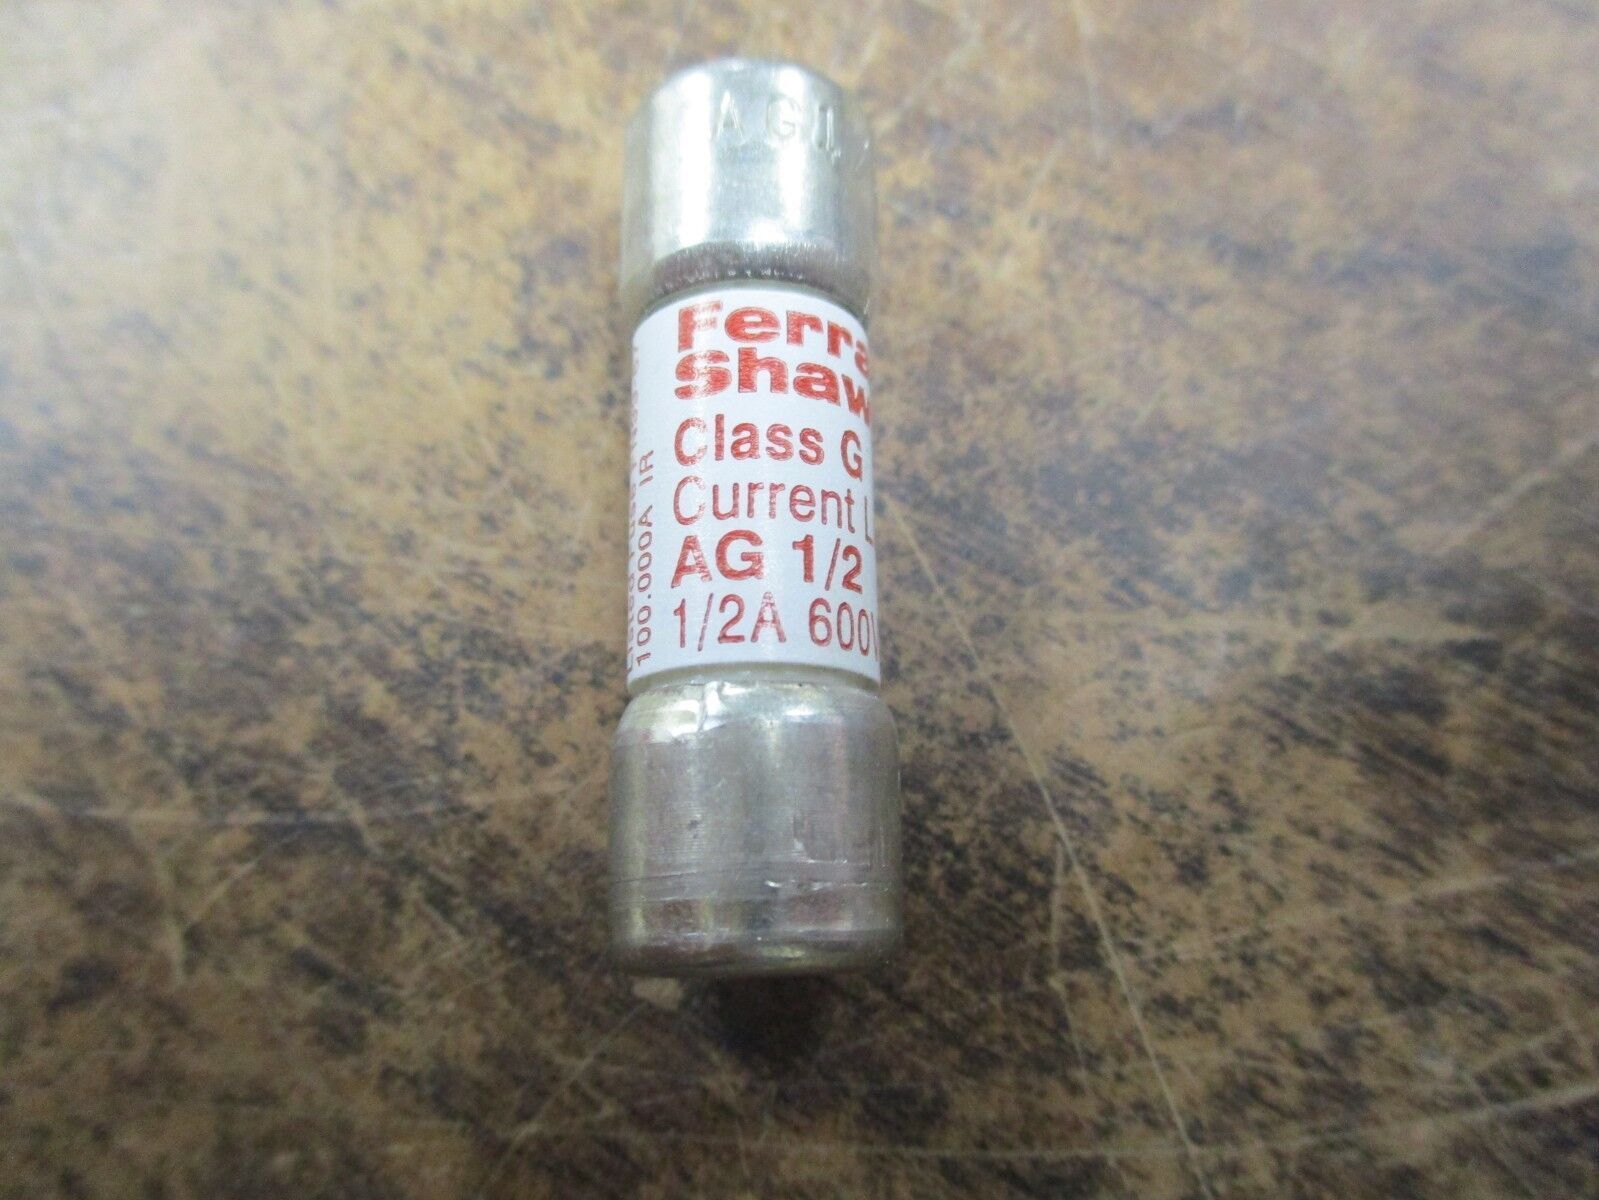 AG1
Ferra
Shaw
Class G
Current L
AG 1/2
1/2A 600V
100.000A IR